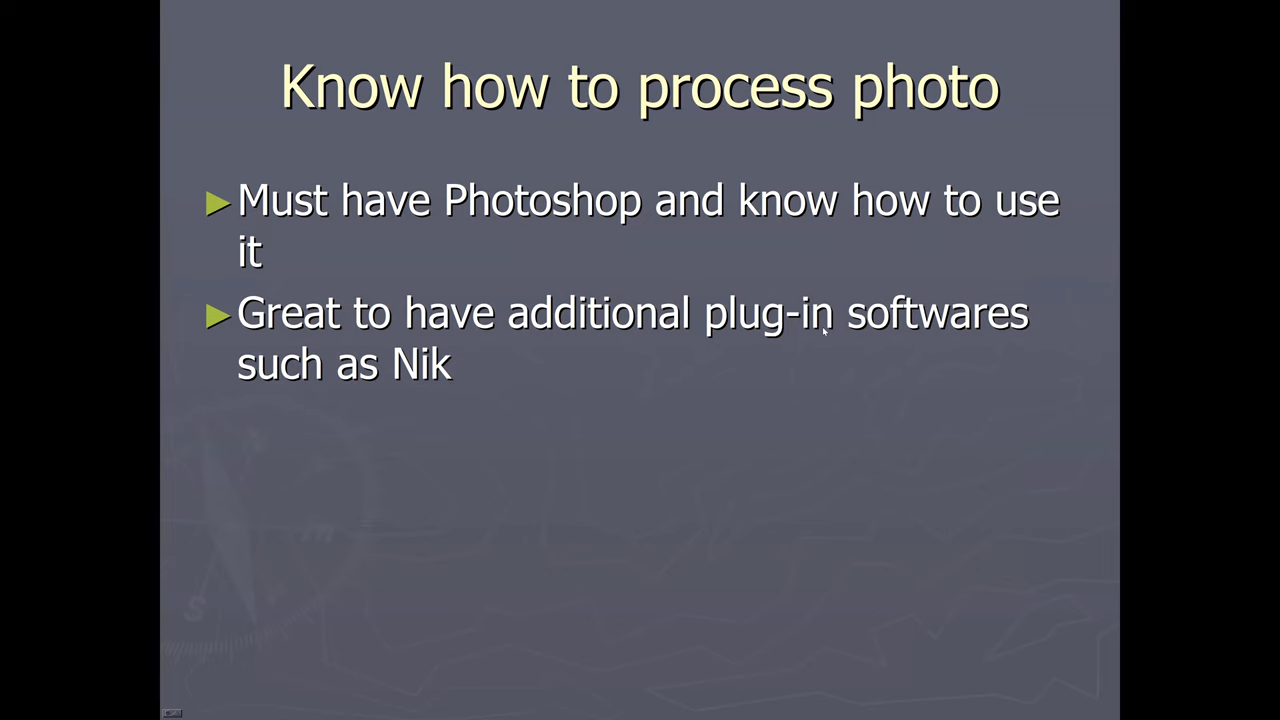 Know how to process photo
►Must have Photoshop and know how to use
it
►Great to have additional plug-in softwares
such as Nik
N
m
S